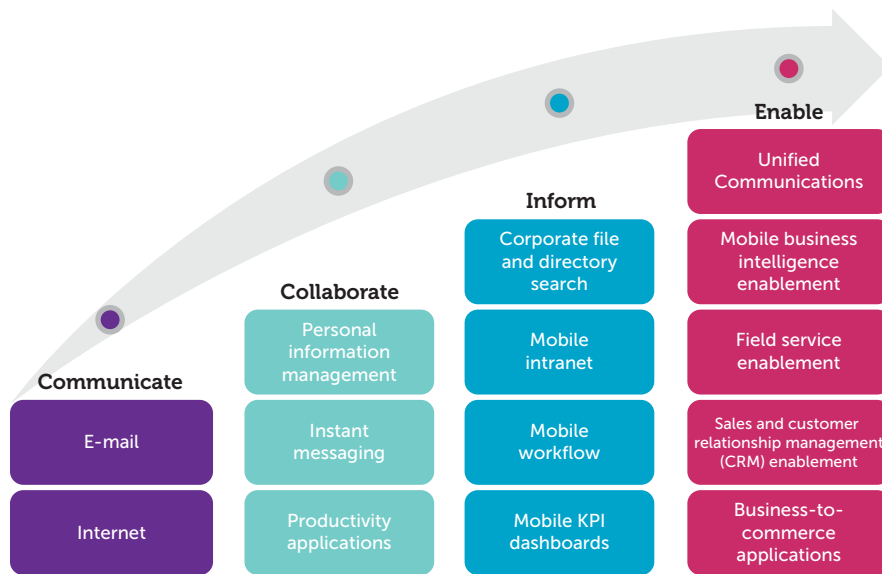 Communicate
E-mail
Internet
Collaborate
Personal
information
management
Instant
messaging
Productivity
applications
Inform
Corporate file
and directory
search
Mobile
intranet
Mobile
workflow
Mobile KPI
dashboards
Enable
Unified
Communications
Mobile business
intelligence
enablement
Field service
enablement
Sales and customer
relationship management
(CRM) enablement
Business-to-
commerce
applications